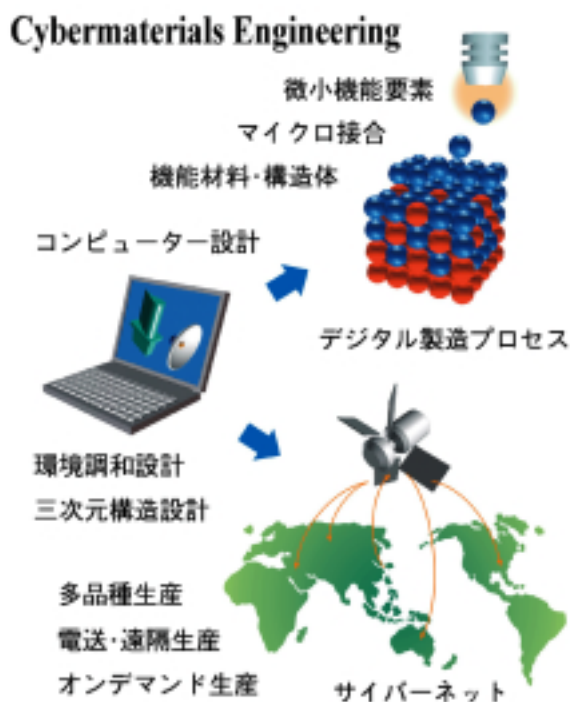 Cybermaterials Engineering
微小機能要素
マイクロ接合
機能材料・構造体
コンピューター設計
デジタル製造プロセス
環境調和設計
三次元構造設計
多品種生産
電送・遠隔生産
オンデマンド生産
サイバーネット